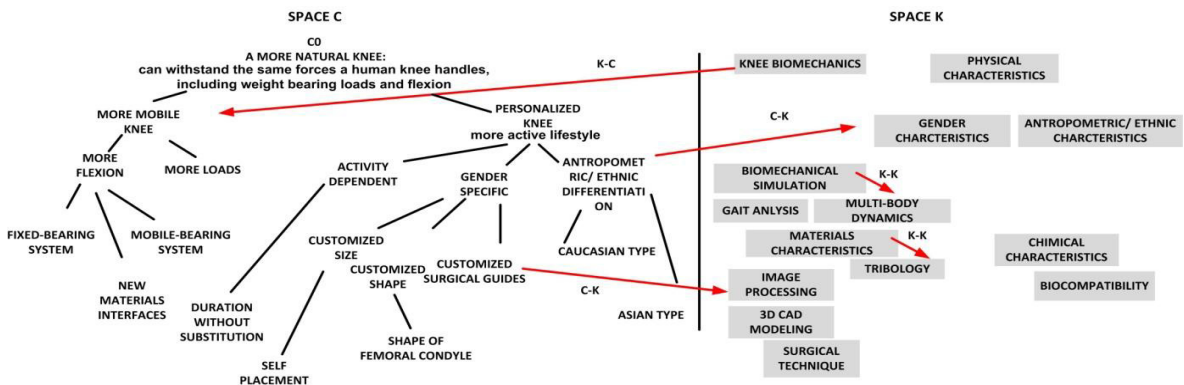 SPACE C
SPACE K
C0
A MORE NATURAL KNEE:
can withstand the same forces a human knee handles,
including weight bearing loads and flexion
K-C
KNEE BIOMECHANICS
PHYSICAL
CHARACTERISTICS
MORE MOBILE
KNEE
PERSONALIZED
KNEE
more active lifestyle
C-K
GENDER
CHARCTERISTICS
ANTROPOMETRIC/ ETHNIC
CHARCTERISTICS
MORE
FLEXION
MORE LOADS
ACTIVITY
DEPENDENT
GENDER
SPECIFIC
ANTROPOMET
RIC/ ETHNIC
DIFFERENTIATI
ON
BIOMECHANICAL
SIMULATION
K-K
GAIT ANLYSIS
MULTI-BODY
DYNAMICS
FIXED-BEARING
SYSTEM
MOBILE-BEARING
SYSTEM
CUSTOMIZED
SIZE
CUSTOMIZED
SHAPE
CUSTOMIZED
SURGICAL GUIDES
CAUCASIAN TYPE
MATERIALS
CHARACTERISTICS
K-K
TRIBOLOGY
CHIMICAL
CHARACTERISTICS
BIOCOMPATIBILITY
NEW
MATERIALS
INTERFACES
DURATION
WITHOUT
SUBSTITUTION
C-K
IMAGE
PROCESSING
ASIAN TYPE
3D CAD
MODELING
SHAPE OF
FEMORAL CONDYLE
SELF
PLACEMENT
SURGICAL
TECHNIQUE